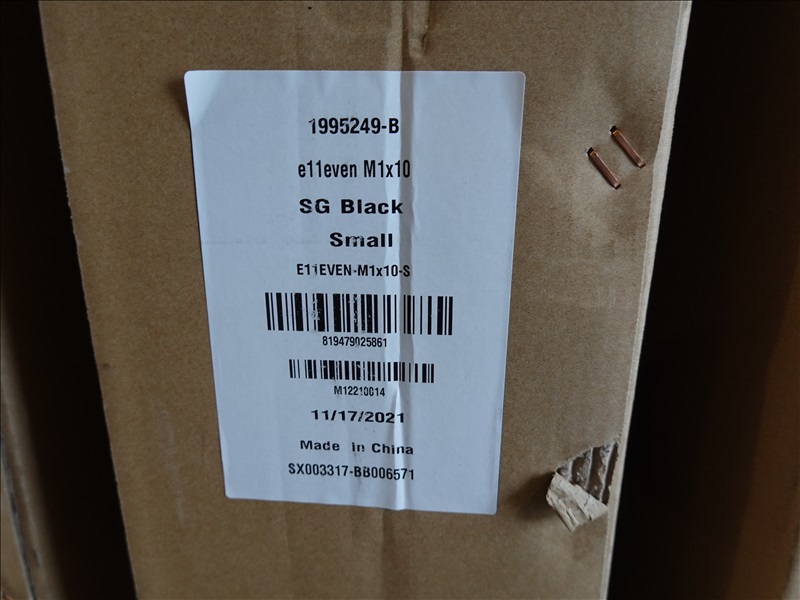 1995249-B
e11even M1x10
SG Black
Small
E11EVEN-M1x10-S
819479025861
M12210014
11/17/2021
Made in China
SX003317-BB006571